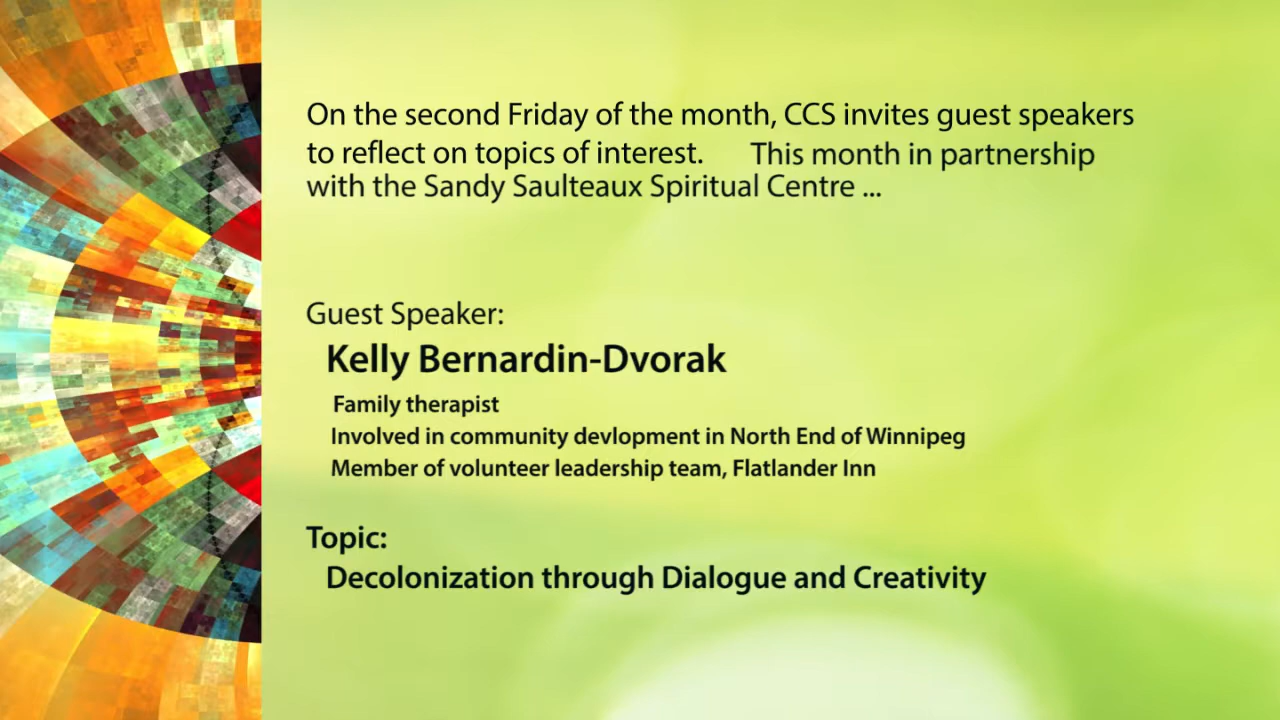 On the second Friday of the month, CCS invites guest speakers
to reflect on topics of interest. This month in partnership
with the Sandy Saulteaux Spiritual Centre ...
Guest Speaker:
Kelly Bernardin-Dvorak
Family therapist
Involved in community devlopment in North End of Winnipeg
Member of volunteer leadership team, Flatlander Inn
Topic:
Decolonization through Dialogue and Creativity